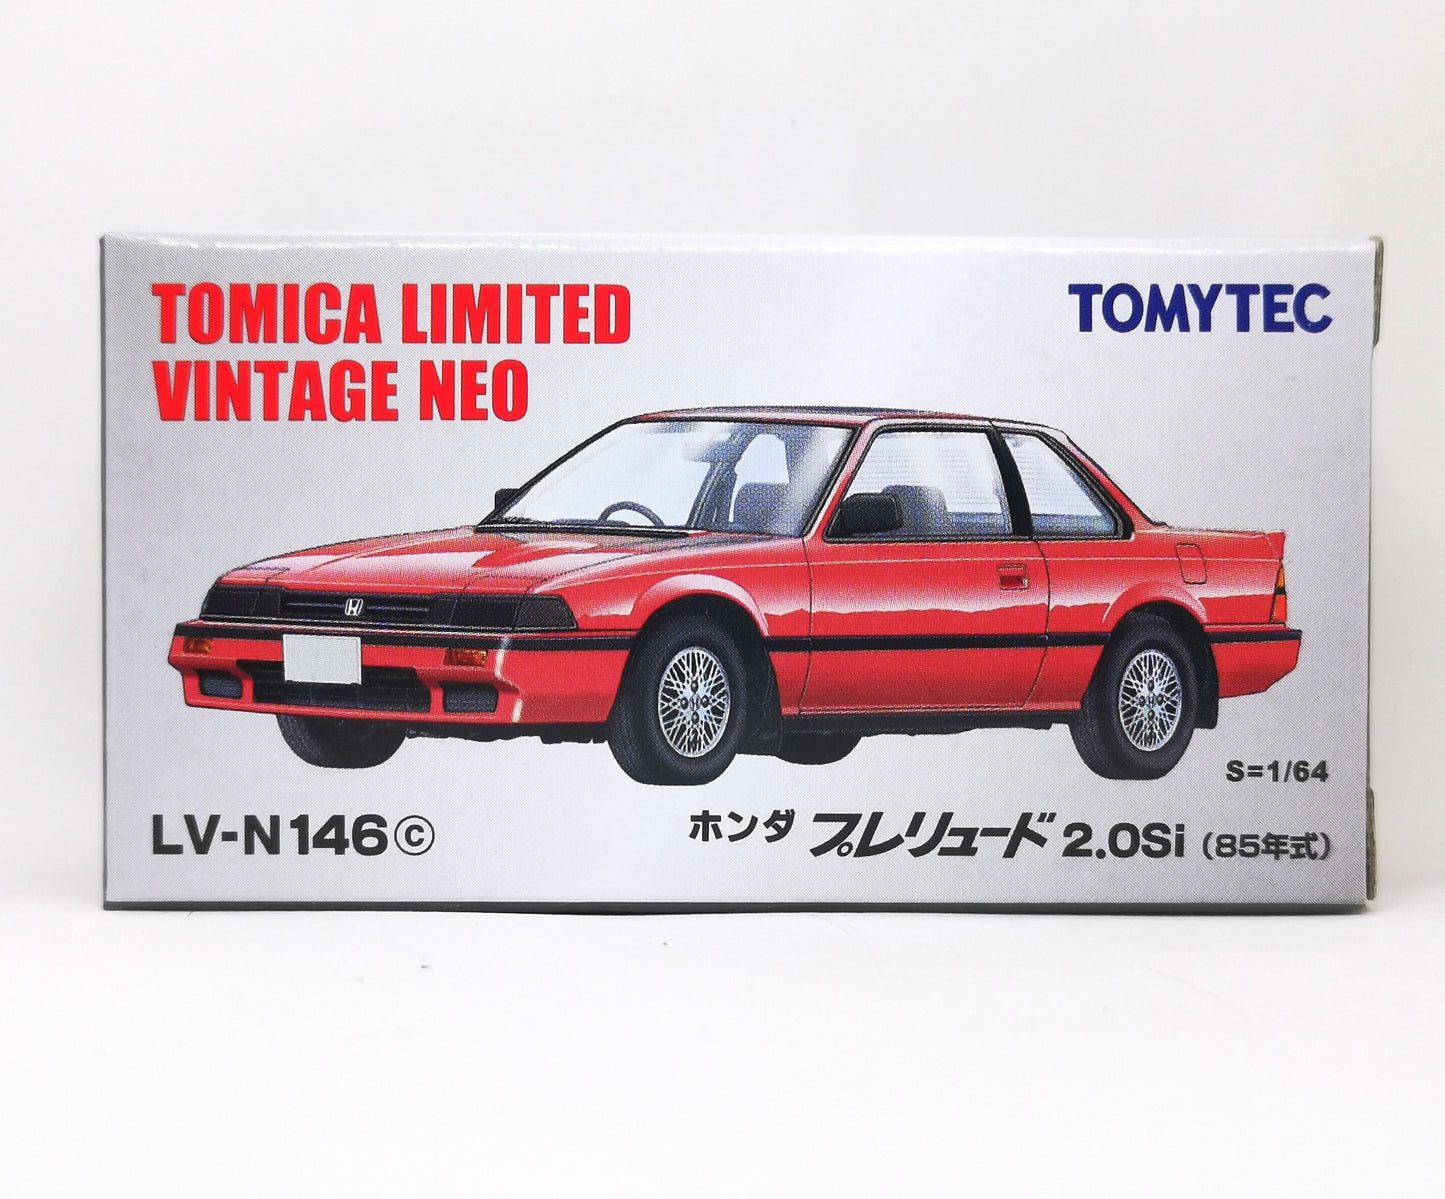 TOMICA LIMITED
VINTAGE NEO
TOMYTEC
S=1/64
LV-N146ⓒ
ホンダ プレリュード 2.0Si (85年式)